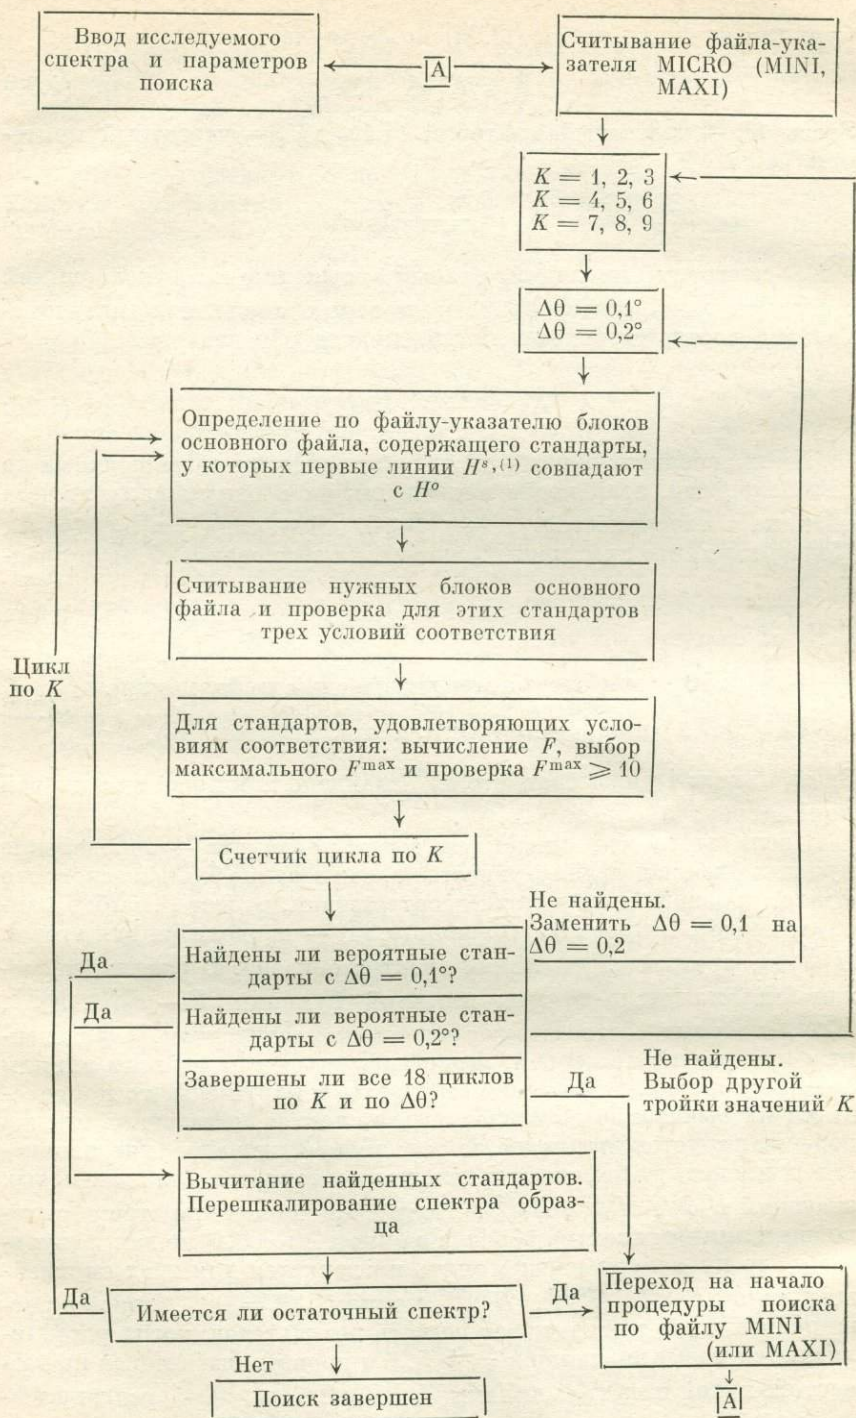 Ввод исследуемого
спектра и параметров
поиска
|A|
Считывание файла-ука-
зателя MICRO (MINI,
MAXI)
K = 1, 2, 3
K = 4, 5, 6
K = 7, 8, 9
Δθ = 0,1°
Δθ = 0,2°
Определение по файлу-указателю блоков
основного файла, содержащего стандарты,
у которых первые линии Hˢ,⁽¹⁾ совпадают
с Hᵒ
Считывание нужных блоков основного
файла и проверка для этих стандартов
трех условий соответствия
Цикл
по K
Для стандартов, удовлетворяющих усло-
виям соответствия: вычисление F, выбор
максимального Fᵐᵃˣ и проверка Fᵐᵃˣ ⩾ 10
Счетчик цикла по K
Не найдены.
Заменить Δθ = 0,1 на
Δθ = 0,2
Да
Найдены ли вероятные стан-
дарты с Δθ = 0,1°?
Да
Найдены ли вероятные стан-
дарты с Δθ = 0,2°?
Завершены ли все 18 циклов
по K и по Δθ?
Да
Не найдены.
Выбор другой
тройки значений K
Вычитание найденных стандартов.
Перешкалирование спектра образ-
ца
Да
Имеется ли остаточный спектр?
Да
Переход на начало
процедуры поиска
по файлу MINI
(или MAXI)
Нет
Поиск завершен
|A|